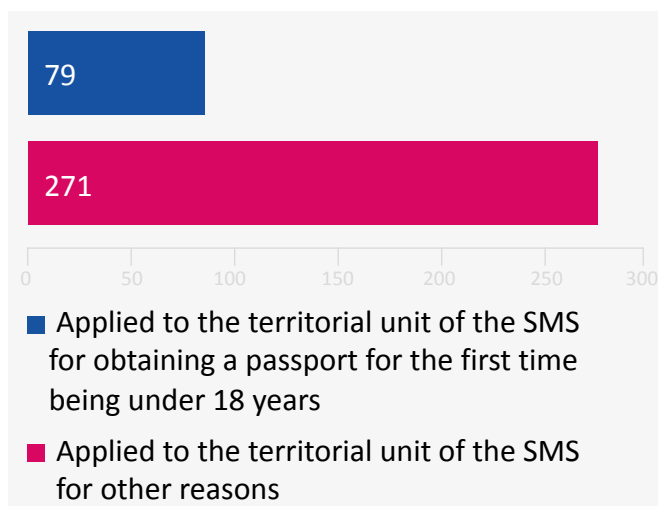 79
271
0 50 100 150 200 250 300
Applied to the territorial unit of the SMS
for obtaining a passport for the first time
being under 18 years
Applied to the territorial unit of the SMS
for other reasons